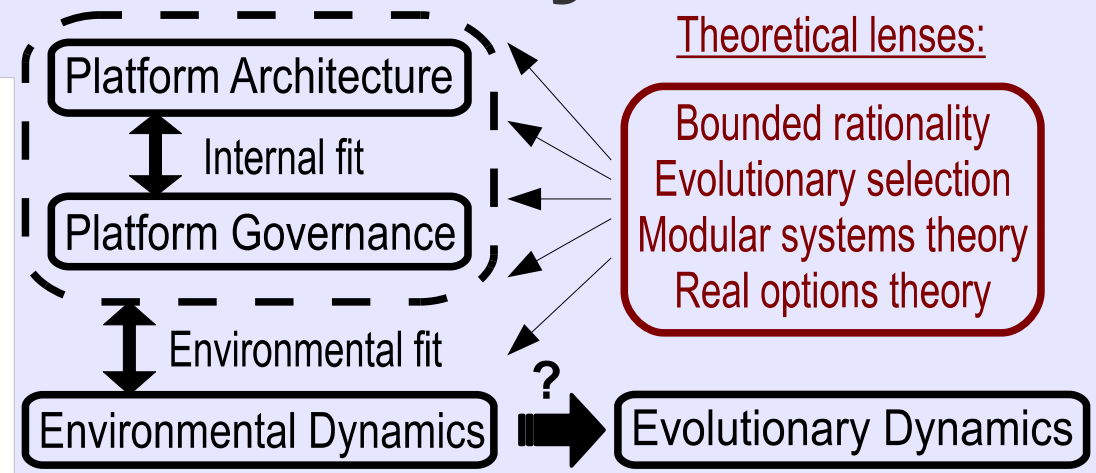 Platform Architecture
Internal fit
Platform Governance
Environmental fit
Environmental Dynamics
?
Evolutionary Dynamics
Theoretical lenses:
Bounded rationality
Evolutionary selection
Modular systems theory
Real options theory